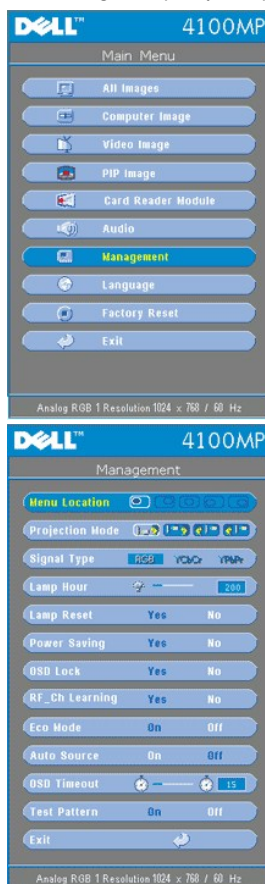 DELL™ 4100MP
Main Menu
All Images
Computer Image
Video Image
PIP Image
Card Reader Module
Audio
Management
Language
Factory Reset
Exit
Analog RGB 1 Resolution 1024 x 768 / 60 Hz
DELL™ 4100MP
Management
Menu Location
Projection Mode
Signal Type RGB YCbCr YPbPr
Lamp Hour 200
Lamp Reset Yes No
Power Saving Yes No
OSD Lock Yes No
RF_Ch Learning Yes No
Eco Mode On Off
Auto Source On Off
OSD Timeout 15
Test Pattern On Off
Exit
Analog RGB 1 Resolution 1024 x 768 / 60 Hz